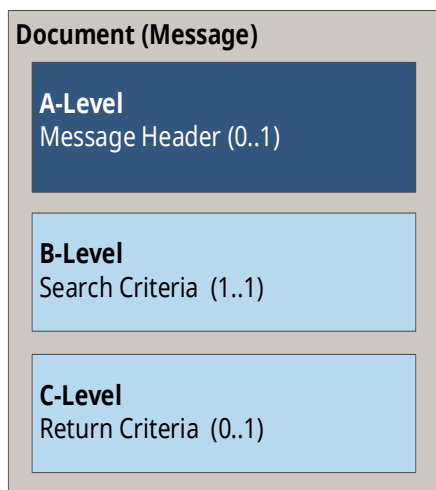 Document (Message)
A-Level
Message Header (0..1)
B-Level
Search Criteria (1..1)
C-Level
Return Criteria (0..1)